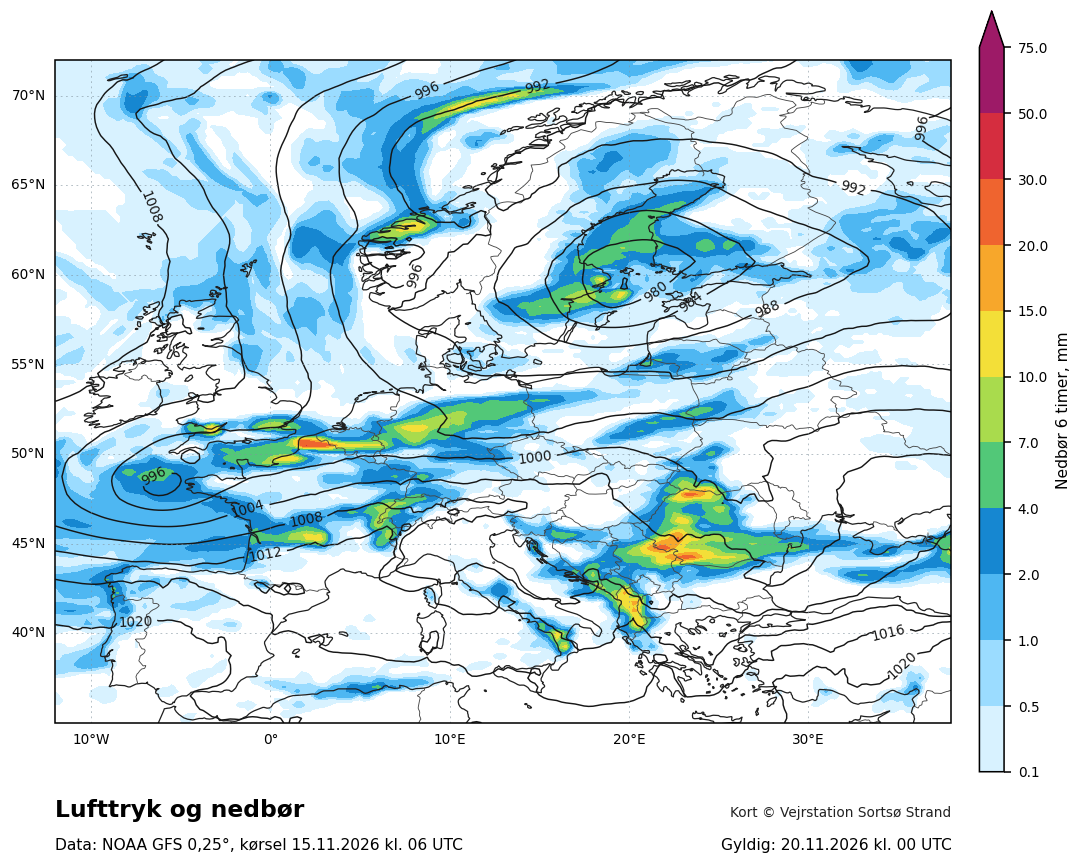 75.0
50.0
30.0
20.0
15.0
10.0
7.0
4.0
2.0
1.0
0.5
0.1
Nedbør 6 timer, mm
70°N
65°N
60°N
55°N
50°N
45°N
40°N
10°W
0°
10°E
20°E
30°E
996
992
996
1008
992
996
980
984
988
996
1000
1004
1008
1012
1020
1016
1020
Lufttryk og nedbør
Kort © Vejrstation Sortsø Strand
Data: NOAA GFS 0,25°, kørsel 15.11.2026 kl. 06 UTC
Gyldig: 20.11.2026 kl. 00 UTC